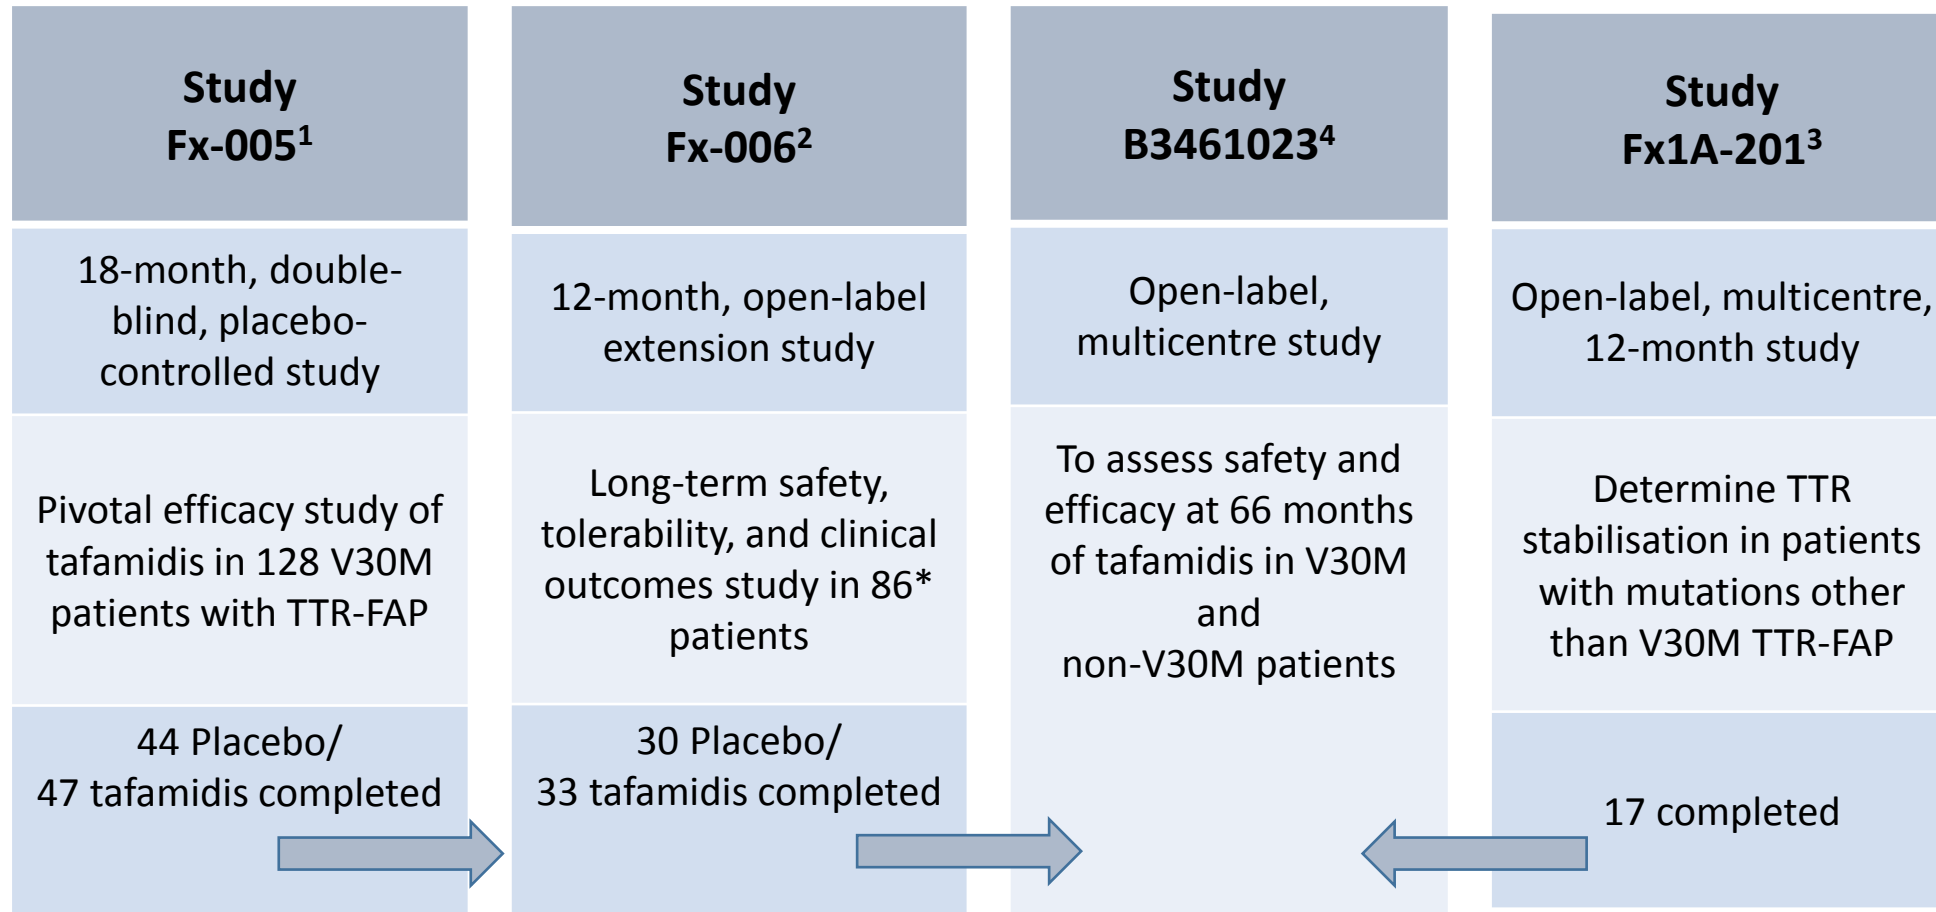 Study
Fx-005¹
18-month, double-
blind, placebo-
controlled study
Pivotal efficacy study of
tafamidis in 128 V30M
patients with TTR-FAP
44 Placebo/
47 tafamidis completed
Study
Fx-006²
12-month, open-label
extension study
Long-term safety,
tolerability, and clinical
outcomes study in 86*
patients
30 Placebo/
33 tafamidis completed
Study
B3461023⁴
Open-label,
multicentre study
To assess safety and
efficacy at 66 months
of tafamidis in V30M
and
non-V30M patients
Study
Fx1A-201³
Open-label, multicentre,
12-month study
Determine TTR
stabilisation in patients
with mutations other
than V30M TTR-FAP
17 completed